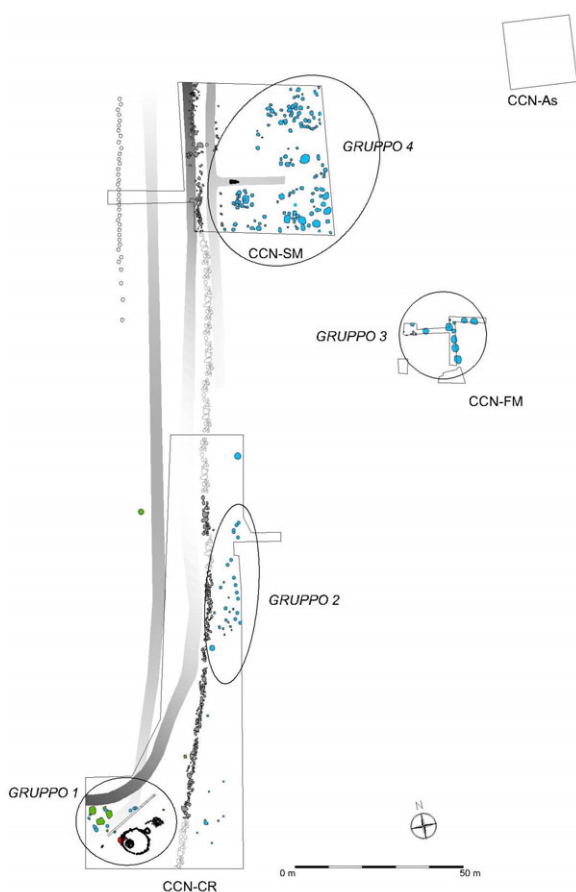 CCN-As
GRUPPO 4
CCN-SM
GRUPPO 3
CCN-FM
GRUPPO 2
GRUPPO 1
N
0 m 50 m
CCN-CR